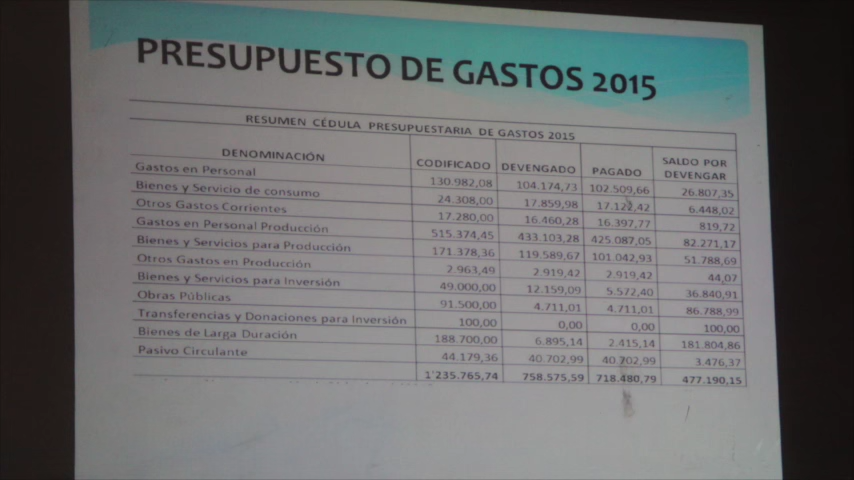 PRESUPUESTO DE GASTOS 2015
RESUMEN CÉDULA PRESUPUESTARIA DE GASTOS 2015
DENOMINACIÓN CODIFICADO DEVENGADO PAGADO SALDO POR DEVENGAR
Gastos en Personal 130.982,08 104.174,73 102.509,66 26.807,35
Bienes y Servicio de consumo 24.308,00 17.859,98 17.122,42 6.448,02
Otros Gastos Corrientes 17.280,00 16.460,28 16.397,77 819,72
Gastos en Personal Producción 515.374,45 433.103,28 425.087,05 82.271,17
Bienes y Servicios para Producción 171.378,36 119.589,67 101.042,93 51.788,69
Otros Gastos en Producción 2.963,49 2.919,42 2.919,42 44,07
Bienes y Servicios para Inversión 49.000,00 12.159,09 5.572,40 36.840,91
Obras Públicas 91.500,00 4.711,01 4.711,01 86.788,99
Transferencias y Donaciones para Inversión 100,00 0,00 0,00 100,00
Bienes de Larga Duración 188.700,00 6.895,14 2.415,14 181.804,86
Pasivo Circulante 44.179,36 40.702,99 40.702,99 3.476,37
1'235.765,74 758.575,59 718.480,79 477.190,15